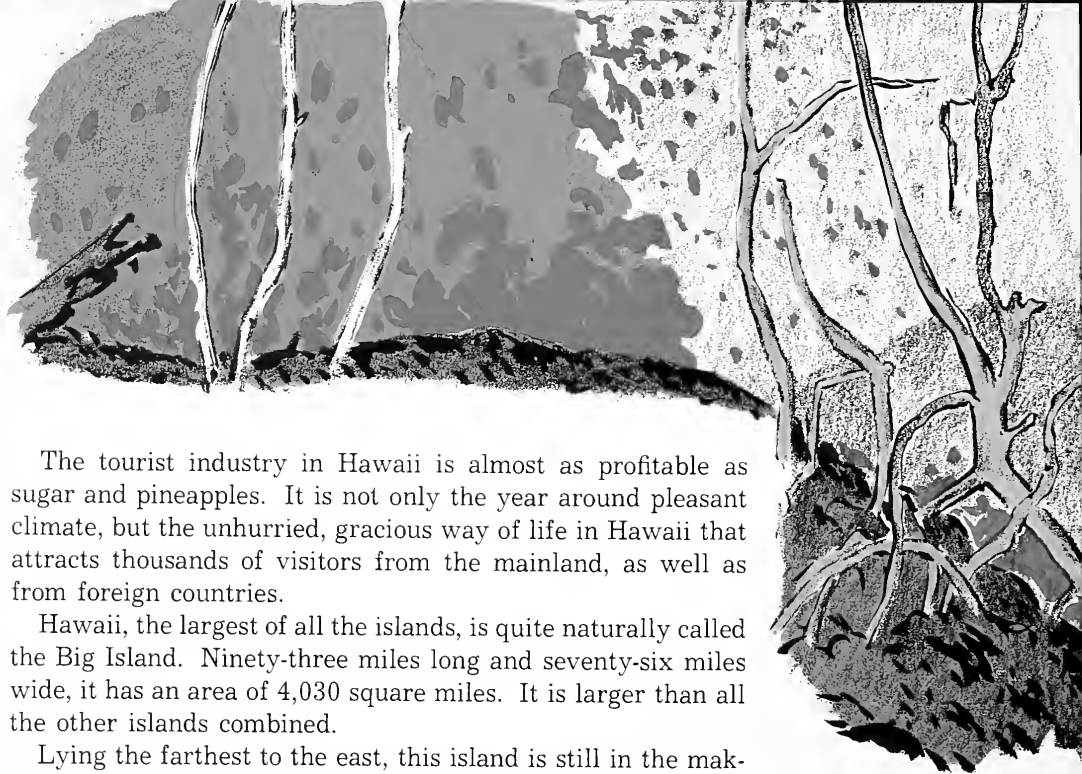 The tourist industry in Hawaii is almost as profitable as
sugar and pineapples. It is not only the year around pleasant
climate, but the unhurried, gracious way of life in Hawaii that
attracts thousands of visitors from the mainland, as well as
from foreign countries.
Hawaii, the largest of all the islands, is quite naturally called
the Big Island. Ninety-three miles long and seventy-six miles
wide, it has an area of 4,030 square miles. It is larger than all
the other islands combined.
Lying the farthest to the east, this island is still in the mak-